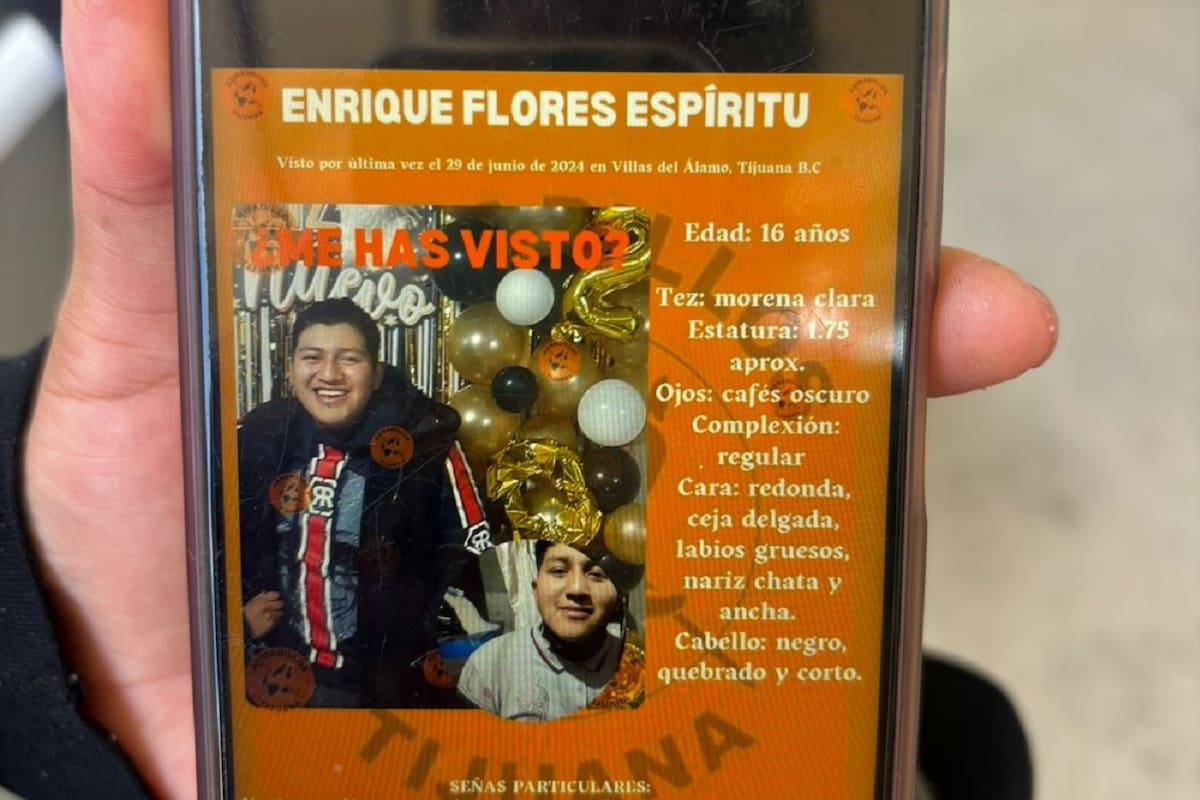 ENRIQUE FLORES ESPÍRITU
Visto por última vez el 29 de junio de 2024 en Villas del Álamo, Tijuana B.C
¿ME HAS VISTO?
nuevo
Edad: 16 años
Tez: morena clara
Estatura: 1.75
aprox.
Ojos: cafés oscuro
Complexión:
regular
Cara: redonda,
ceja delgada,
labios gruesos,
nariz chata y
ancha.
Cabello: negro,
quebrado y corto.
TIJUANA
SEÑAS PARTICULARES: